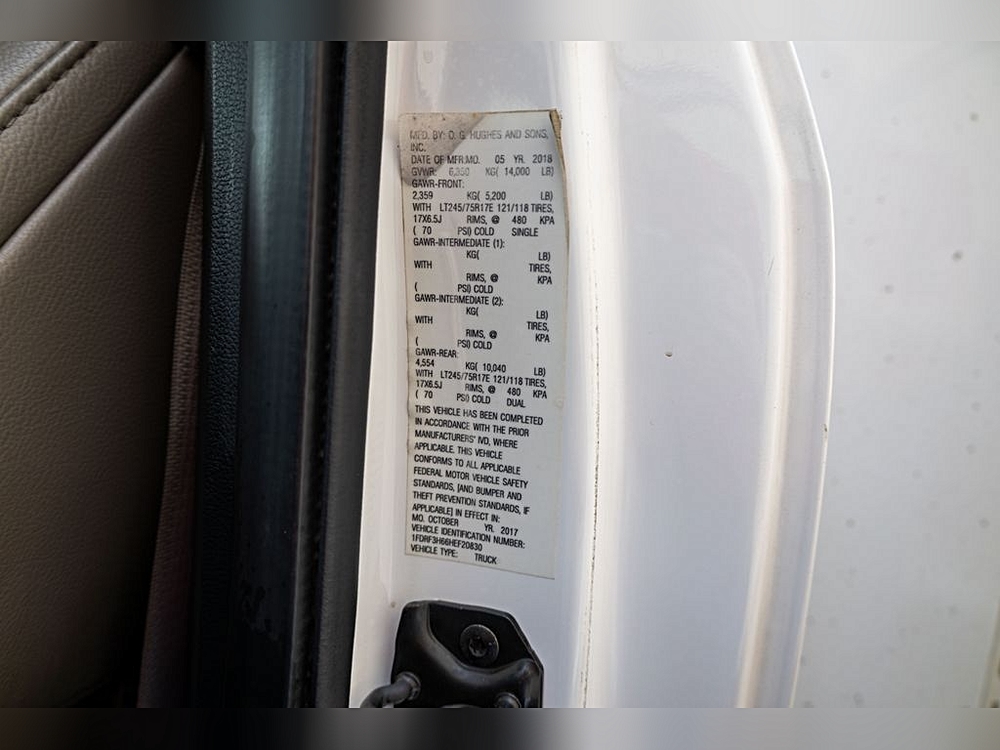 MFD. BY: O. G. HUGHES AND SONS,
INC.
DATE OF MFR:MO. 05 YR. 2018
GVWR: 6,350 KG( 14,000 LB)
GAWR-FRONT:
2,359 KG( 5,200 LB)
WITH LT245/75R17E 121/118 TIRES,
17X6.5J RIMS, @ 480 KPA
( 70 PSI) COLD SINGLE
GAWR-INTERMEDIATE (1):
KG( LB)
WITH TIRES,
RIMS, @ KPA
( PSI) COLD
GAWR-INTERMEDIATE (2):
KG( LB)
WITH TIRES,
RIMS, @ KPA
( PSI) COLD
GAWR-REAR:
4,554 KG( 10,040 LB)
WITH LT245/75R17E 121/118 TIRES,
17X6.5J RIMS, @ 480 KPA
( 70 PSI) COLD DUAL
THIS VEHICLE HAS BEEN COMPLETED
IN ACCORDANCE WITH THE PRIOR
MANUFACTURERS' IVD, WHERE
APPLICABLE. THIS VEHICLE
CONFORMS TO ALL APPLICABLE
FEDERAL MOTOR VEHICLE SAFETY
STANDARDS, [AND BUMPER AND
THEFT PREVENTION STANDARDS, IF
APPLICABLE] IN EFFECT IN:
MO. OCTOBER YR. 2017
VEHICLE IDENTIFICATION NUMBER:
1FDRF3H66HEF20830
VEHICLE TYPE: TRUCK